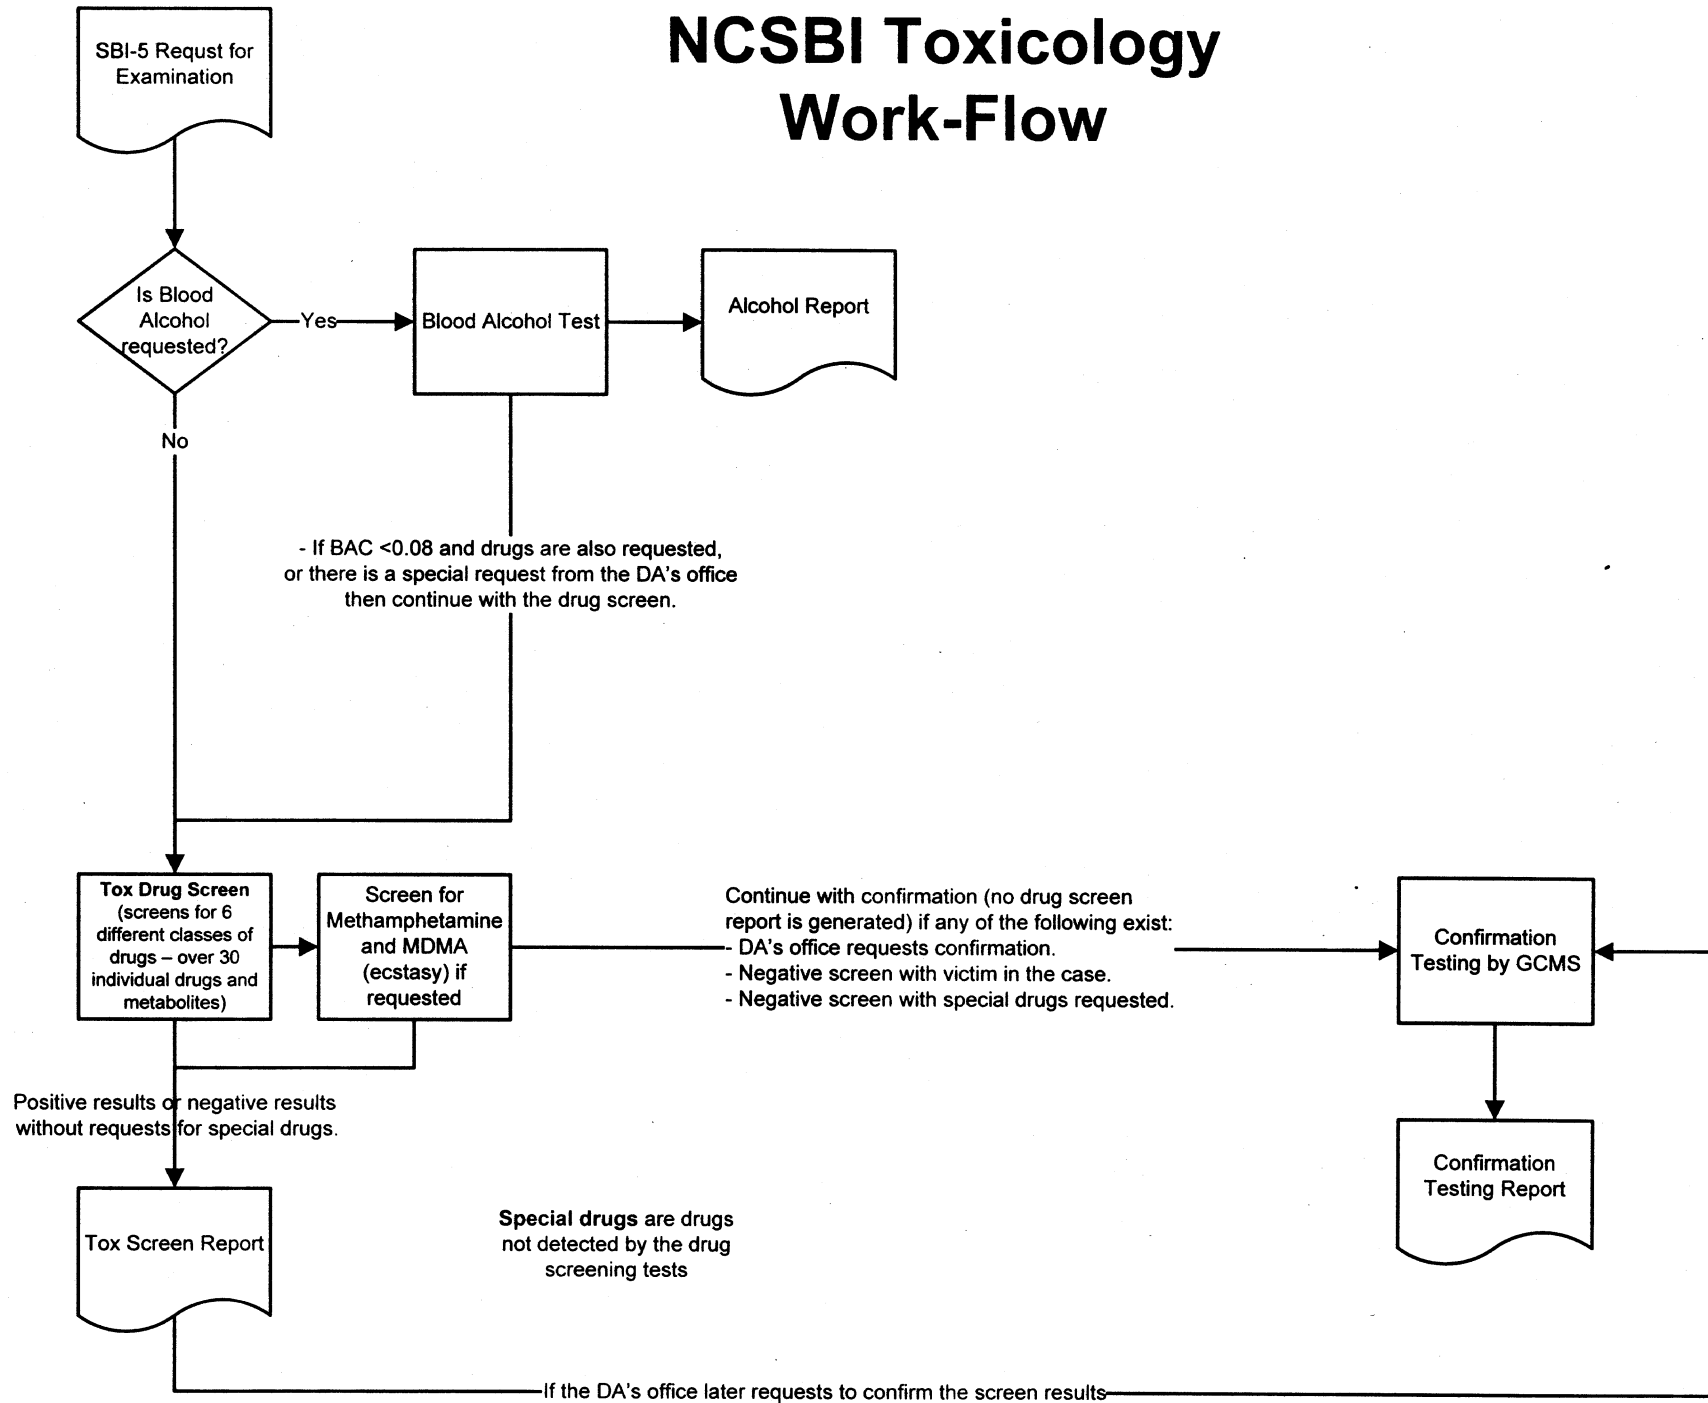 NCSBI Toxicology
Work-Flow
SBI-5 Requst for
Examination
Is Blood
Alcohol
requested?
Yes
Blood Alcohol Test
Alcohol Report
No
- If BAC <0.08 and drugs are also requested,
or there is a special request from the DA's office
then continue with the drug screen.
Tox Drug Screen
(screens for 6
different classes of
drugs – over 30
individual drugs and
metabolites)
Screen for
Methamphetamine
and MDMA
(ecstasy) if
requested
Continue with confirmation (no drug screen
report is generated) if any of the following exist:
- DA's office requests confirmation.
- Negative screen with victim in the case.
- Negative screen with special drugs requested.
Confirmation
Testing by GCMS
Positive results or negative results
without requests for special drugs.
Confirmation
Testing Report
Tox Screen Report
Special drugs are drugs
not detected by the drug
screening tests
If the DA's office later requests to confirm the screen results